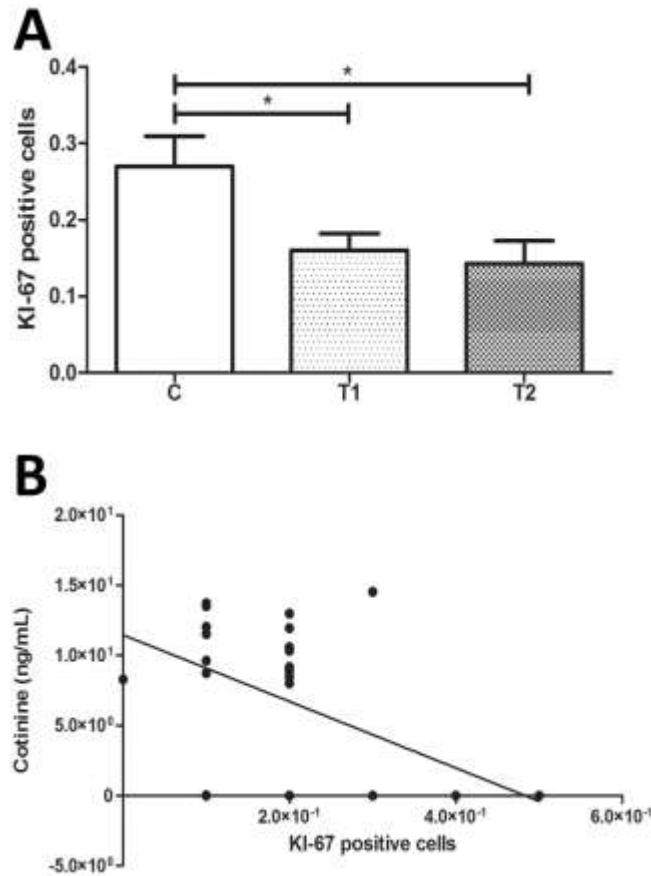 A
KI-67 positive cells
0.4
0.3
0.2
0.1
0.0
*
*
C T1 T2
B
Cotinine (ng/mL)
2.0×10¹
1.5×10¹
1.0×10¹
5.0×10⁰
0
-5.0×10⁰
2.0×10⁻¹ 4.0×10⁻¹ 6.0×10⁻¹
KI-67 positive cells